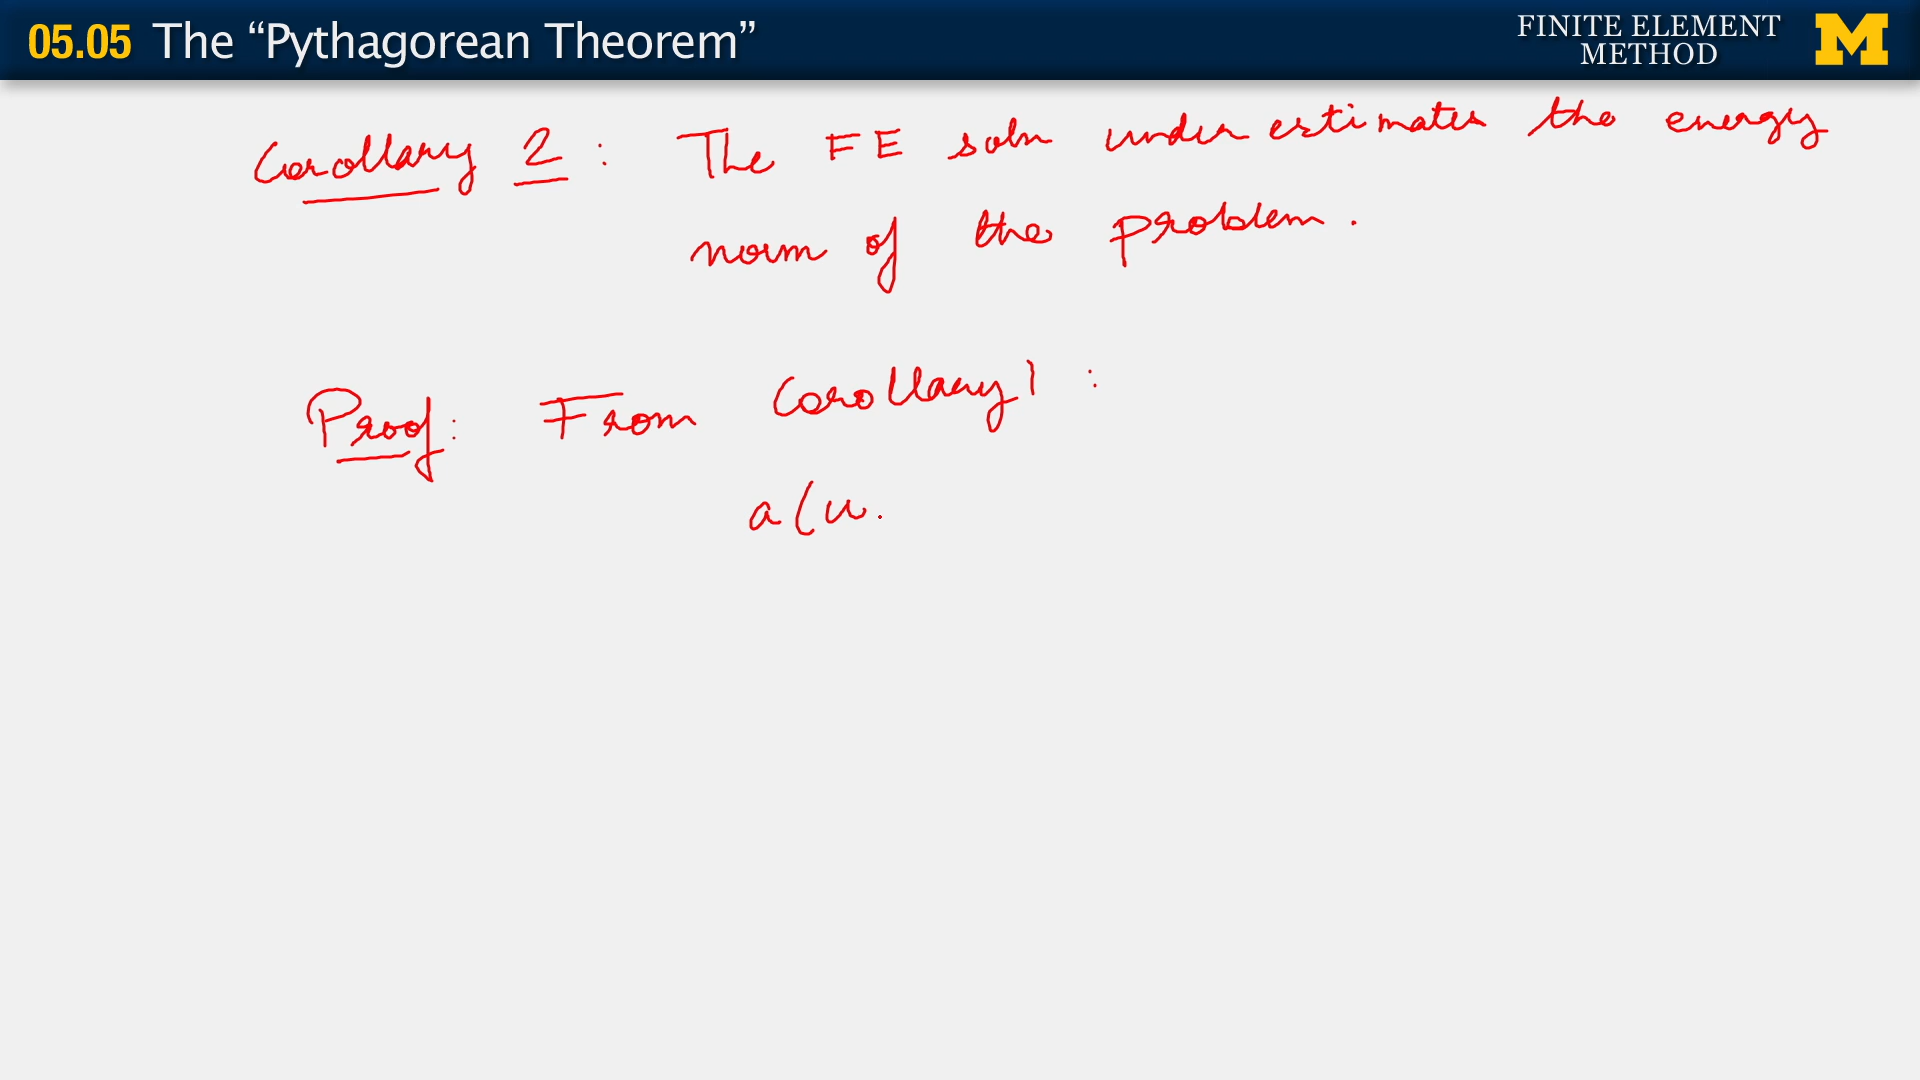 05.05 The “Pythagorean Theorem”
FINITE ELEMENT
METHOD
M
Corollary 2 : The FE soln underestimates the energy
norm of the problem.
Proof: From Corollary 1 :
a(u.